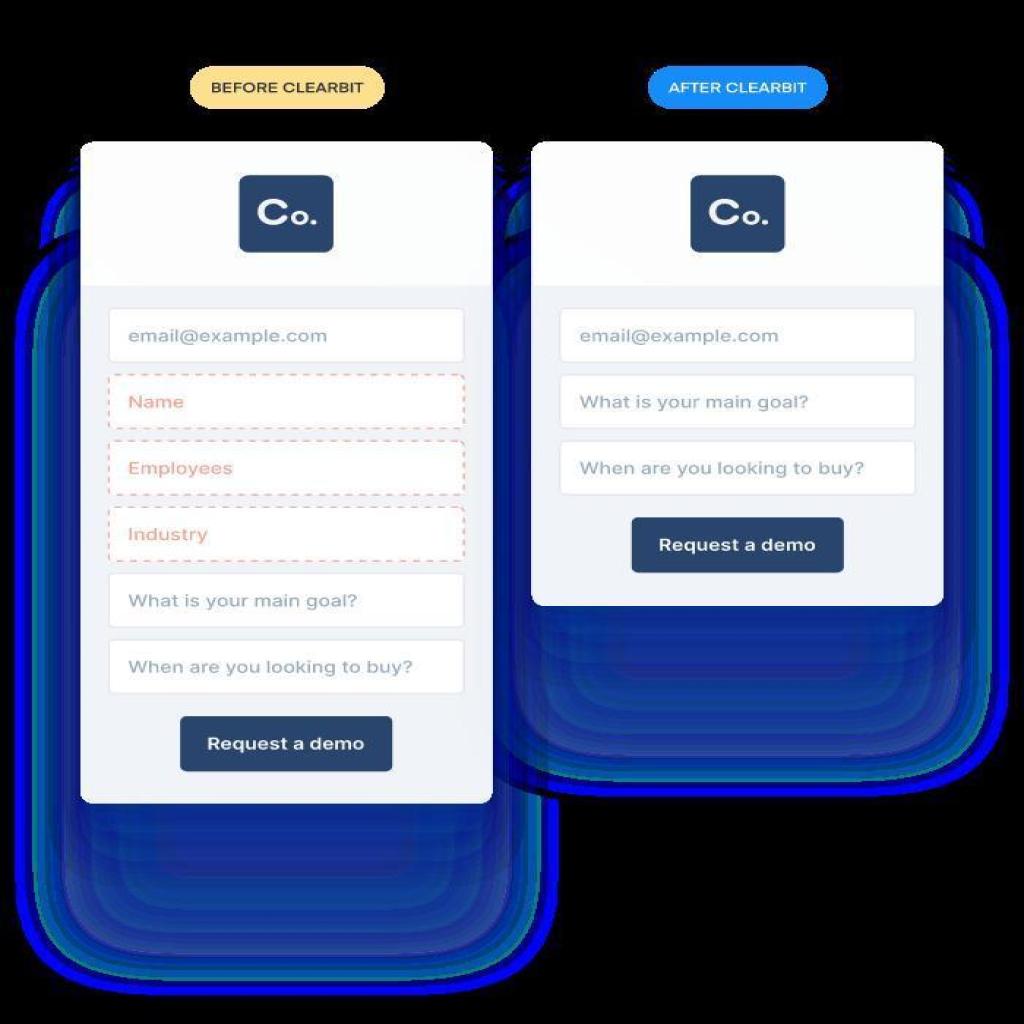 BEFORE CLEARBIT
Co.
email@example.com
Name
Employees
Industry
What is your main goal?
When are you looking to buy?
Request a demo
AFTER CLEARBIT
Co.
email@example.com
What is your main goal?
When are you looking to buy?
Request a demo